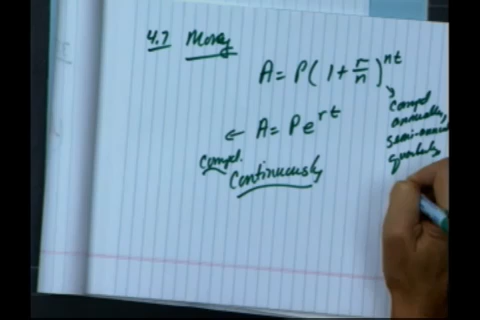 4.7 Money
A = P(1 + r/n)^nt
compd
annually,
semi-annual
quarterly
← A = Pe^rt
compd.
Continuously